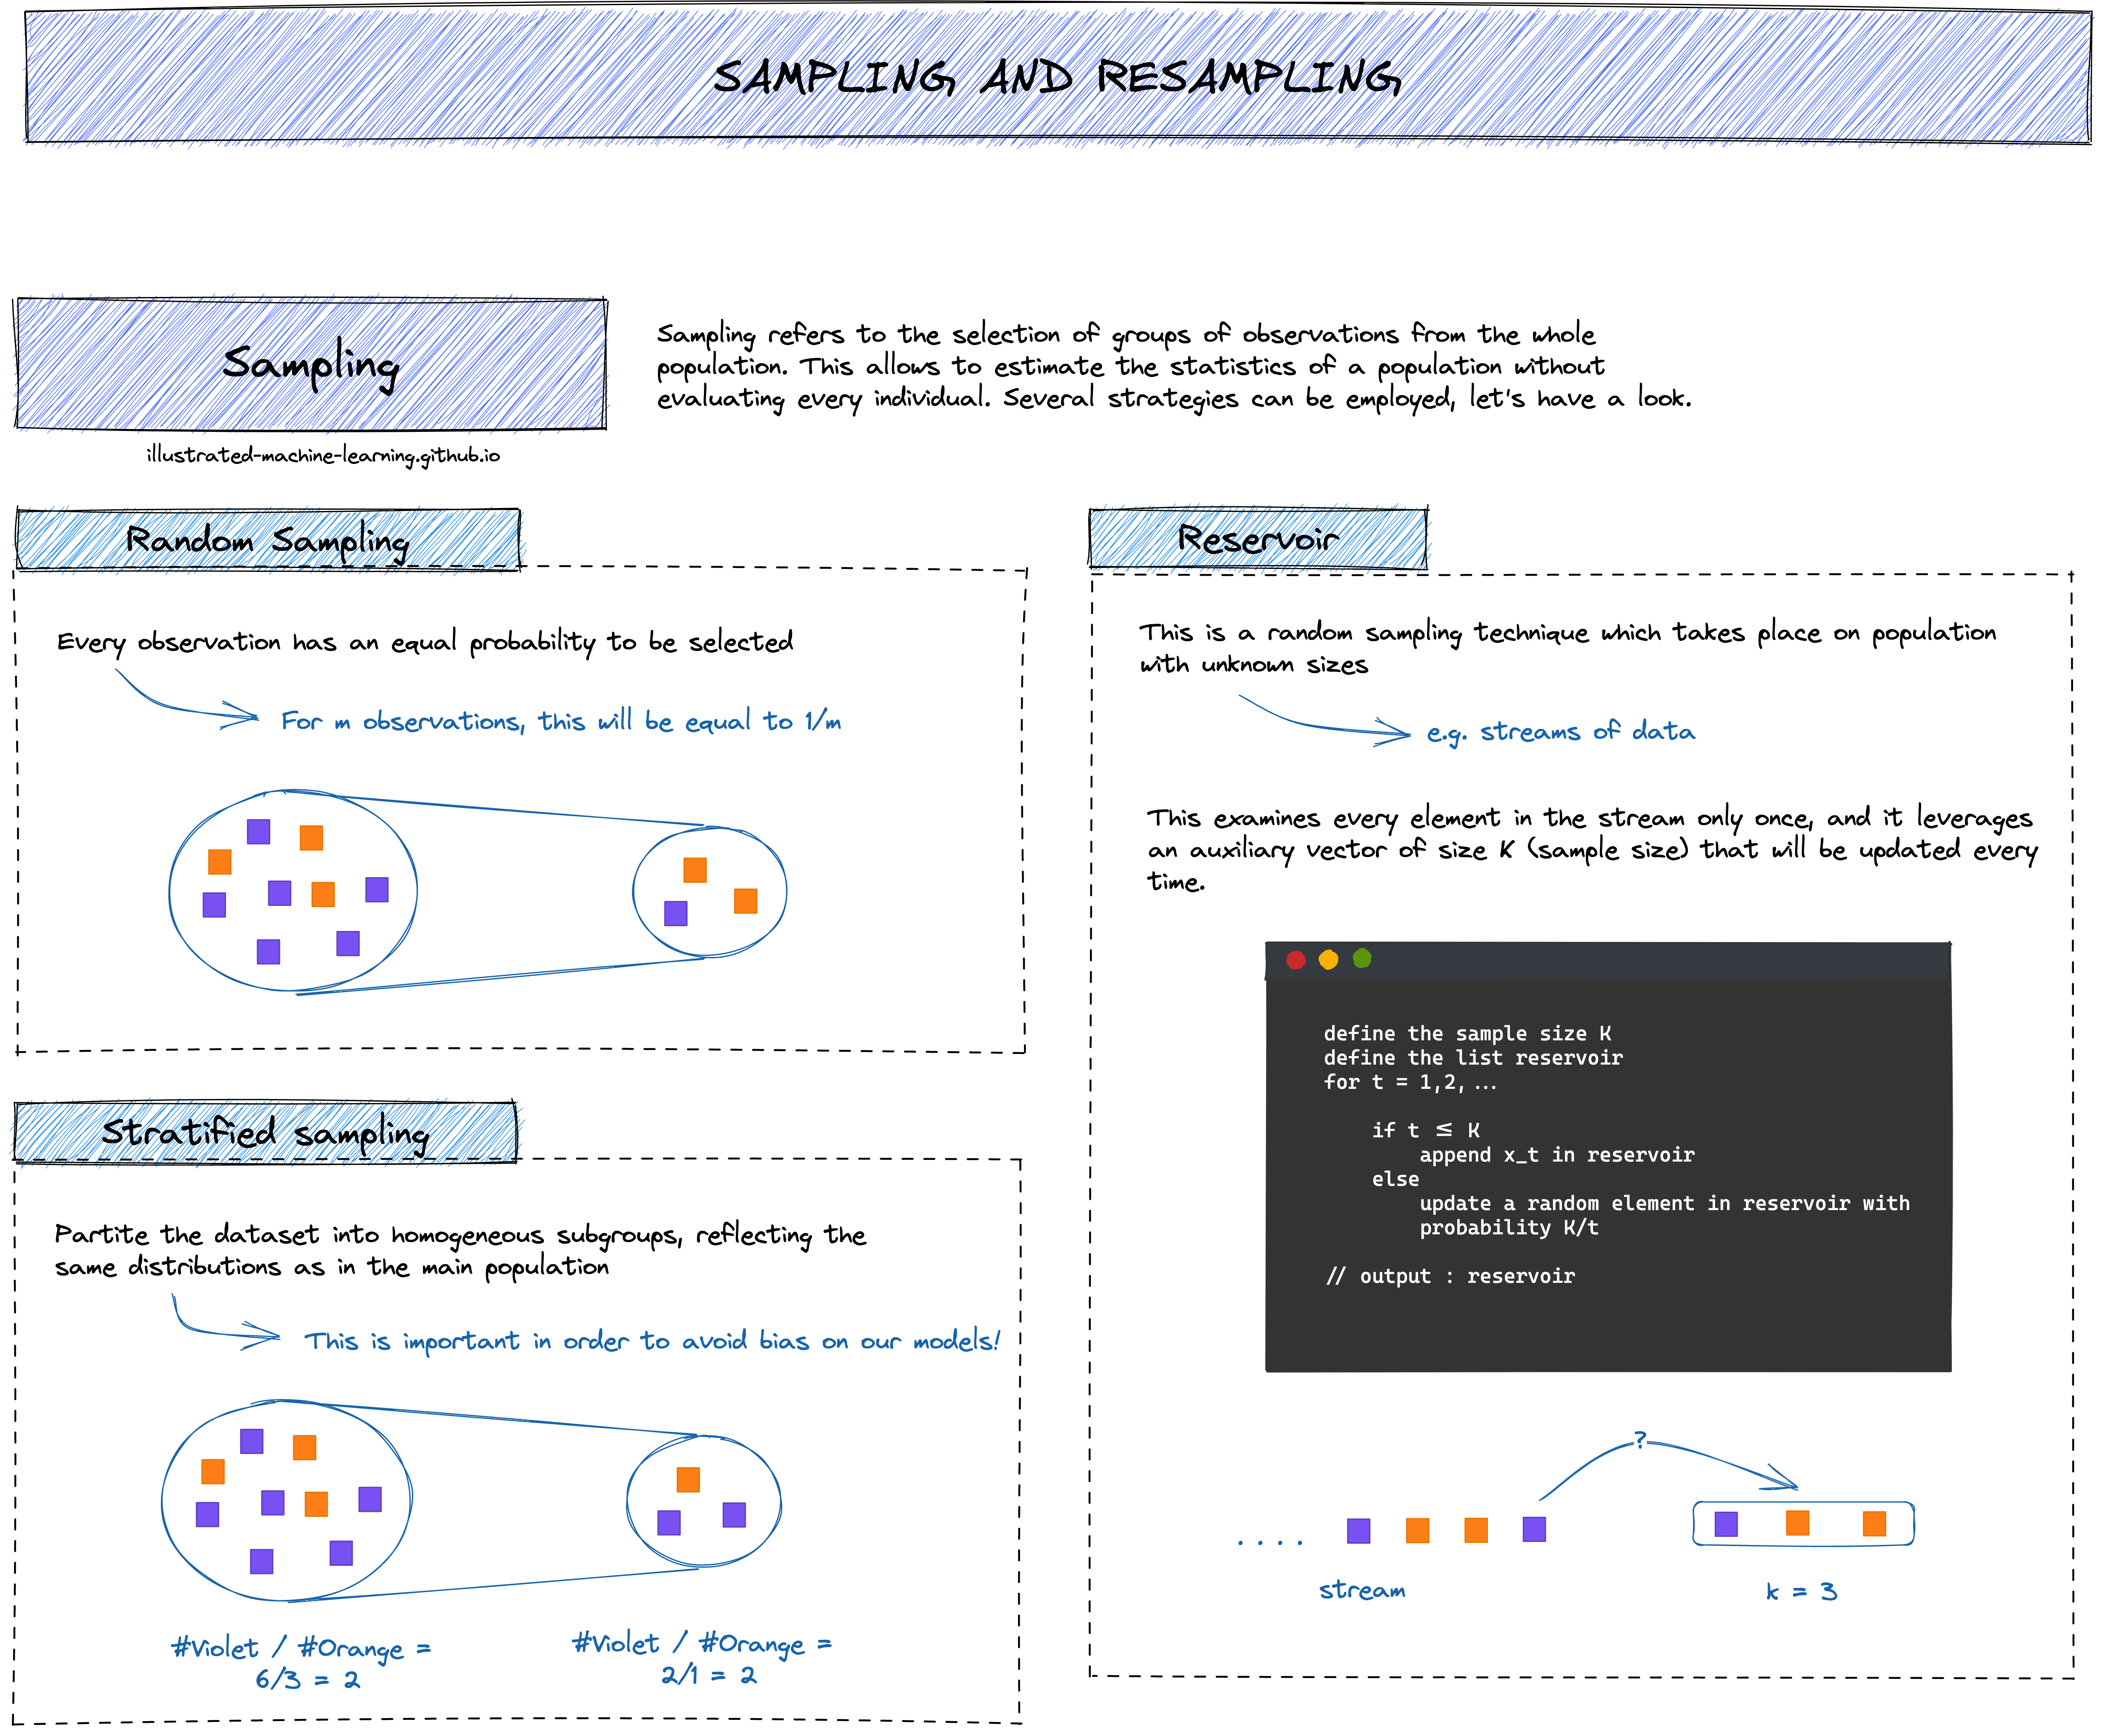 SAMPLING AND RESAMPLING
Sampling
illustrated-machine-learning.github.io
Sampling refers to the selection of groups of observations from the whole
population. This allows to estimate the statistics of a population without
evaluating every individual. Several strategies can be employed, let's have a look.
Random Sampling
Every observation has an equal probability to be selected
For m observations, this will be equal to 1/m
Stratified sampling
Partite the dataset into homogeneous subgroups, reflecting the
same distributions as in the main population
This is important in order to avoid bias on our models!
#Violet / #Orange =
6/3 = 2
#Violet / #Orange =
2/1 = 2
Reservoir
This is a random sampling technique which takes place on population
with unknown sizes
e.g. streams of data
This examines every element in the stream only once, and it leverages
an auxiliary vector of size K (sample size) that will be updated every
time.
define the sample size K
define the list reservoir
for t = 1,2, ...
if t ≤ K
append x_t in reservoir
else
update a random element in reservoir with
probability K/t
// output : reservoir
?
. . . .
stream
k = 3